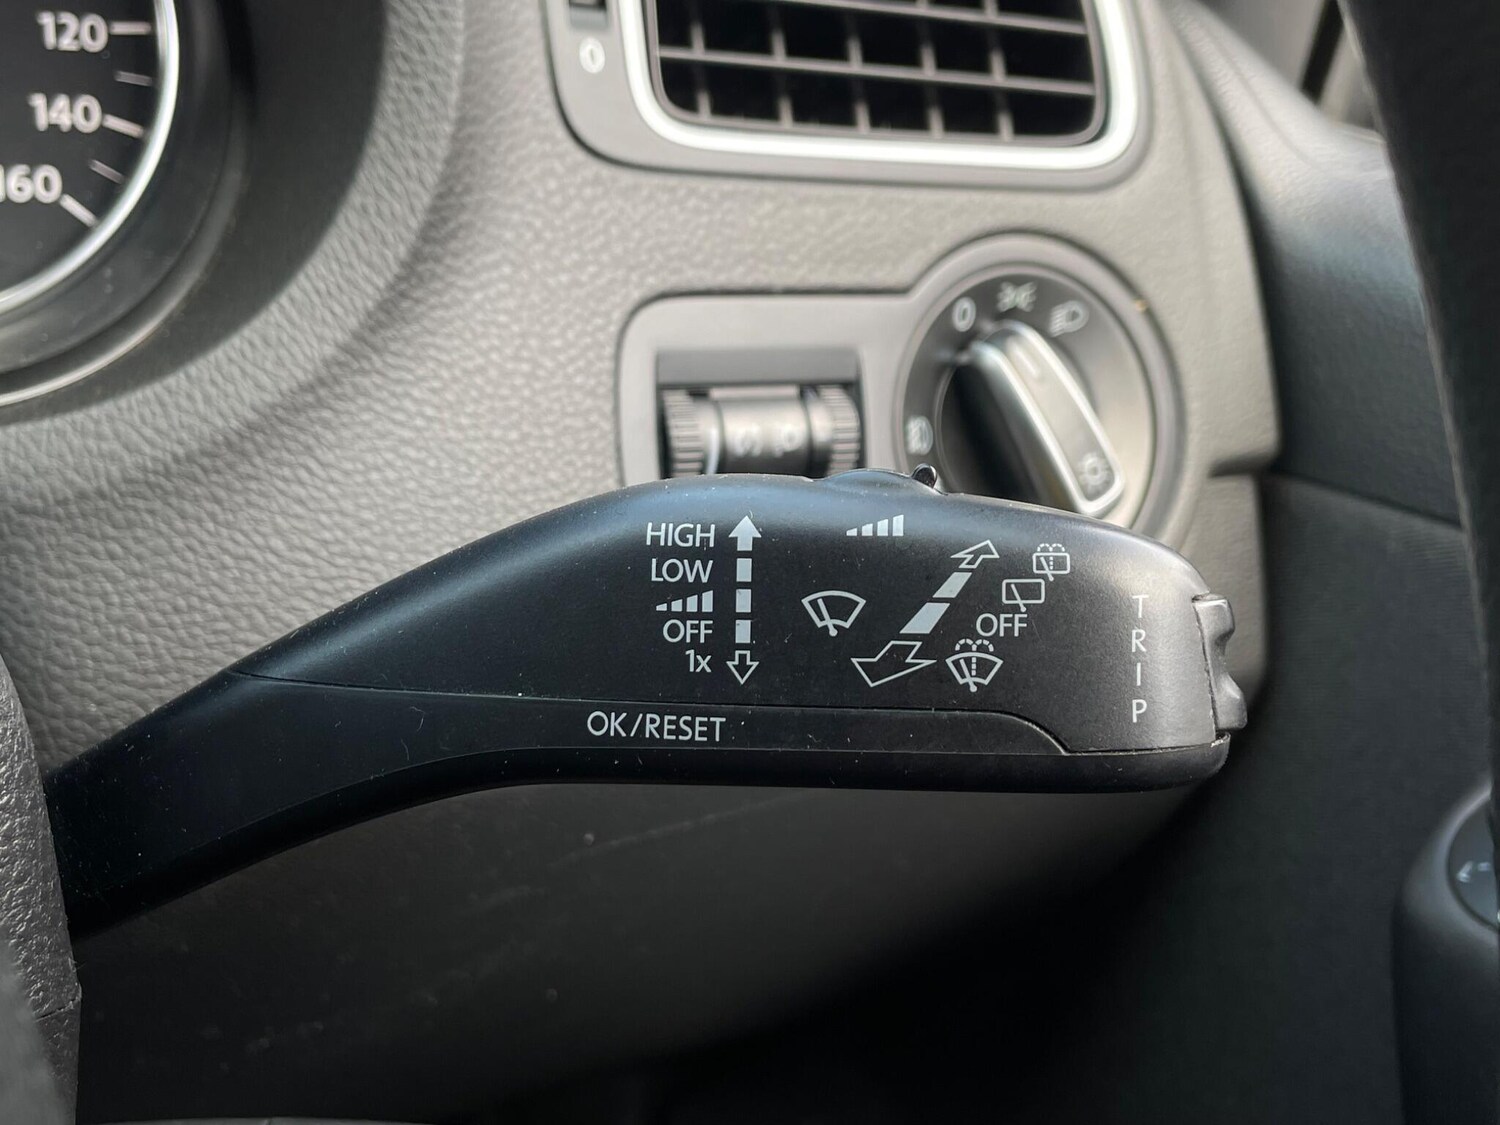 120
140
160
0
HIGH
LOW
OFF
1x
OFF
TRIP
OK/RESET